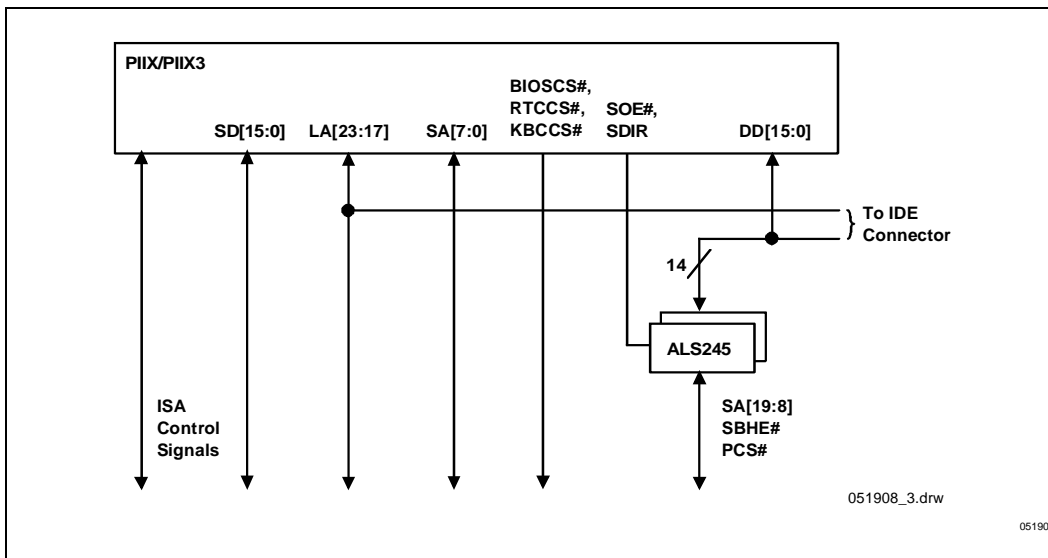 PIIX/PIIX3
BIOSCS#,
RTCCS#,
KBCCS#
SOE#,
SDIR
SD[15:0]
LA[23:17]
SA[7:0]
DD[15:0]
To IDE
Connector
14
ALS245
ISA
Control
Signals
SA[19:8]
SBHE#
PCS#
051908_3.drw
05190